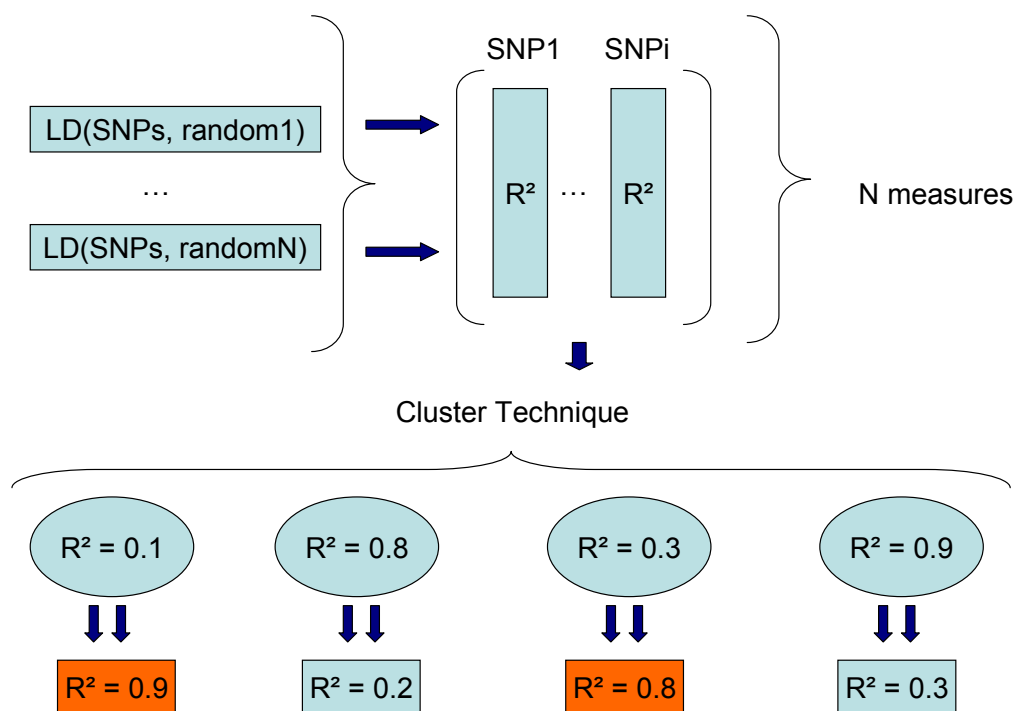 SNP1 SNPi
LD(SNPs, random1)
...
LD(SNPs, randomN)
R² ... R²
N measures
Cluster Technique
R² = 0.1 R² = 0.8 R² = 0.3 R² = 0.9
R² = 0.9 R² = 0.2 R² = 0.8 R² = 0.3